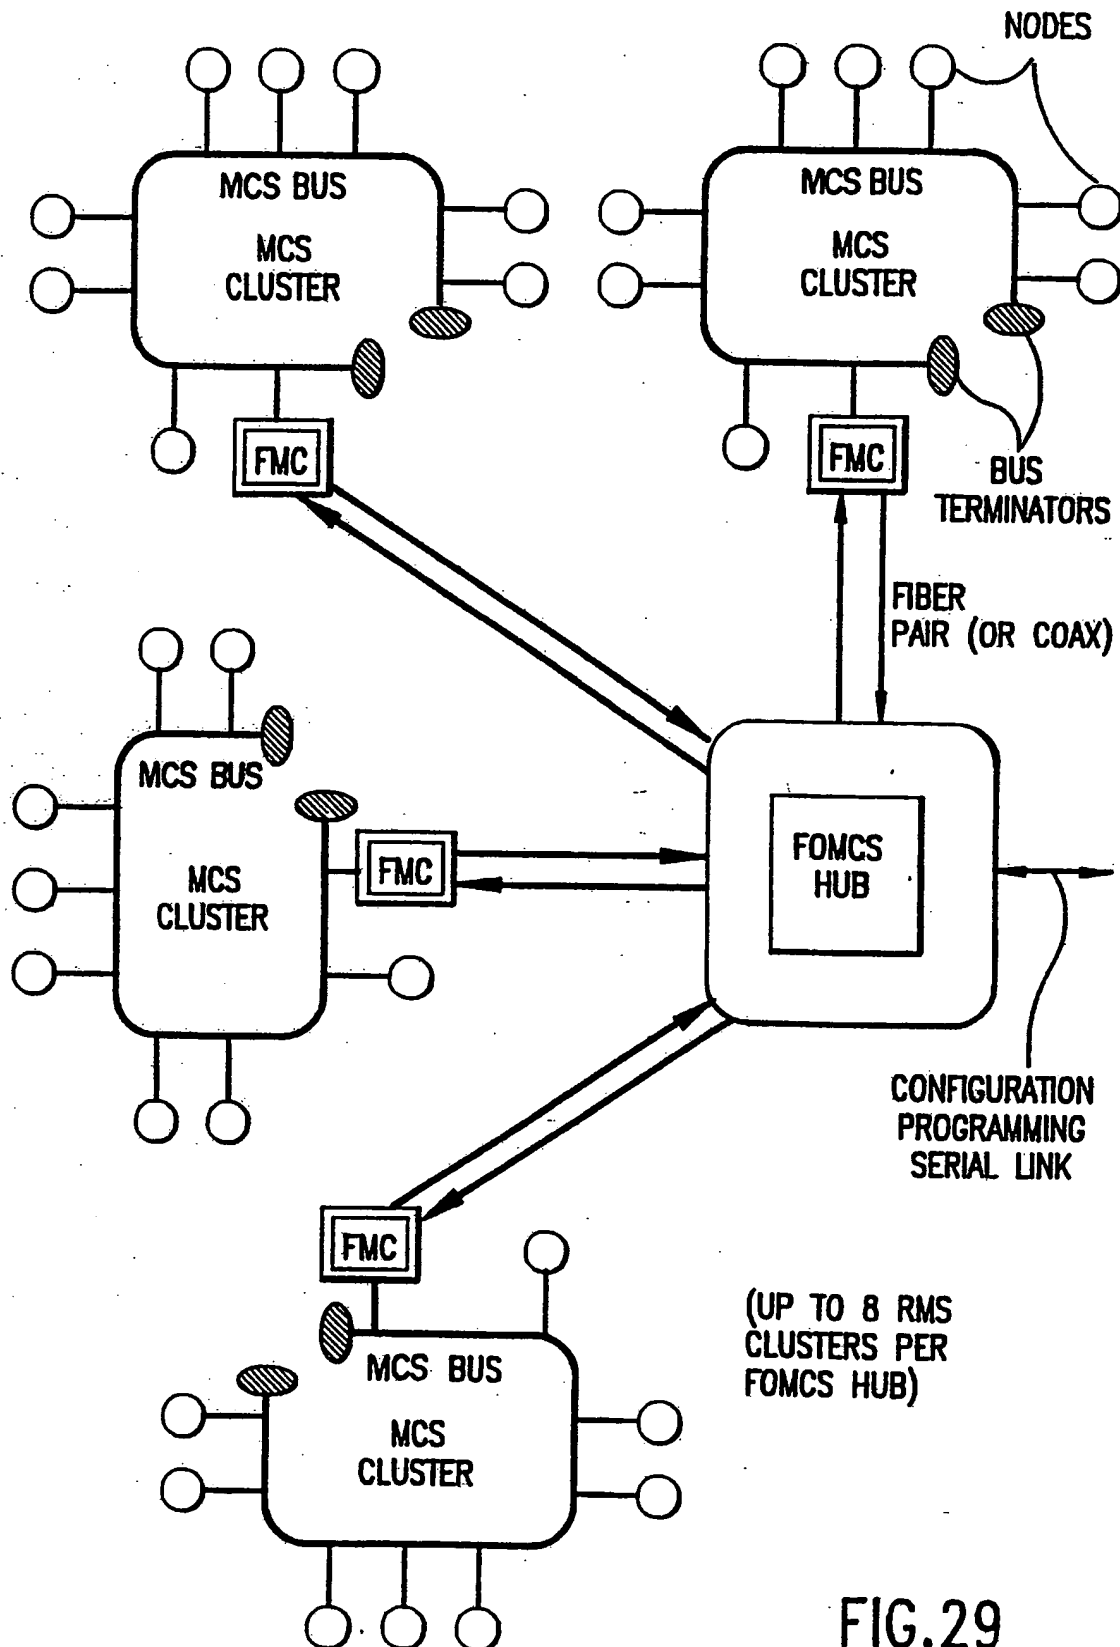 NODES
MCS BUS
MCS
CLUSTER
MCS BUS
MCS
CLUSTER
FMC
FMC
BUS
TERMINATORS
FIBER
PAIR (OR COAX)
MCS BUS
MCS
CLUSTER
FMC
FOMCS
HUB
CONFIGURATION
PROGRAMMING
SERIAL LINK
FMC
MCS BUS
MCS
CLUSTER
(UP TO 8 RMS
CLUSTERS PER
FOMCS HUB)
FIG.29